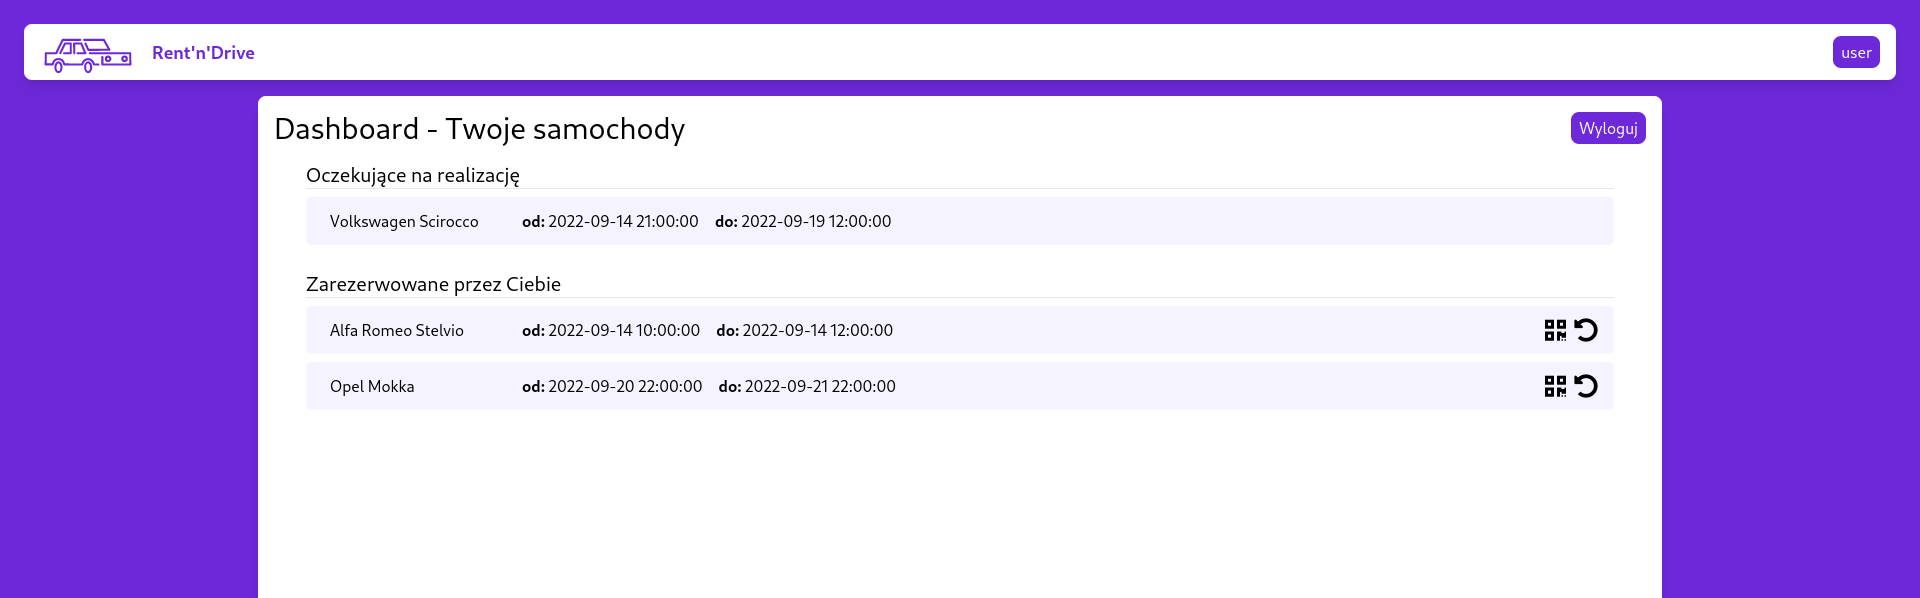 Rent'n'Drive
user
Dashboard - Twoje samochody
Wyloguj
Oczekujące na realizację
Volkswagen Scirocco od: 2022-09-14 21:00:00 do: 2022-09-19 12:00:00
Zarezerwowane przez Ciebie
Alfa Romeo Stelvio od: 2022-09-14 10:00:00 do: 2022-09-14 12:00:00
Opel Mokka od: 2022-09-20 22:00:00 do: 2022-09-21 22:00:00